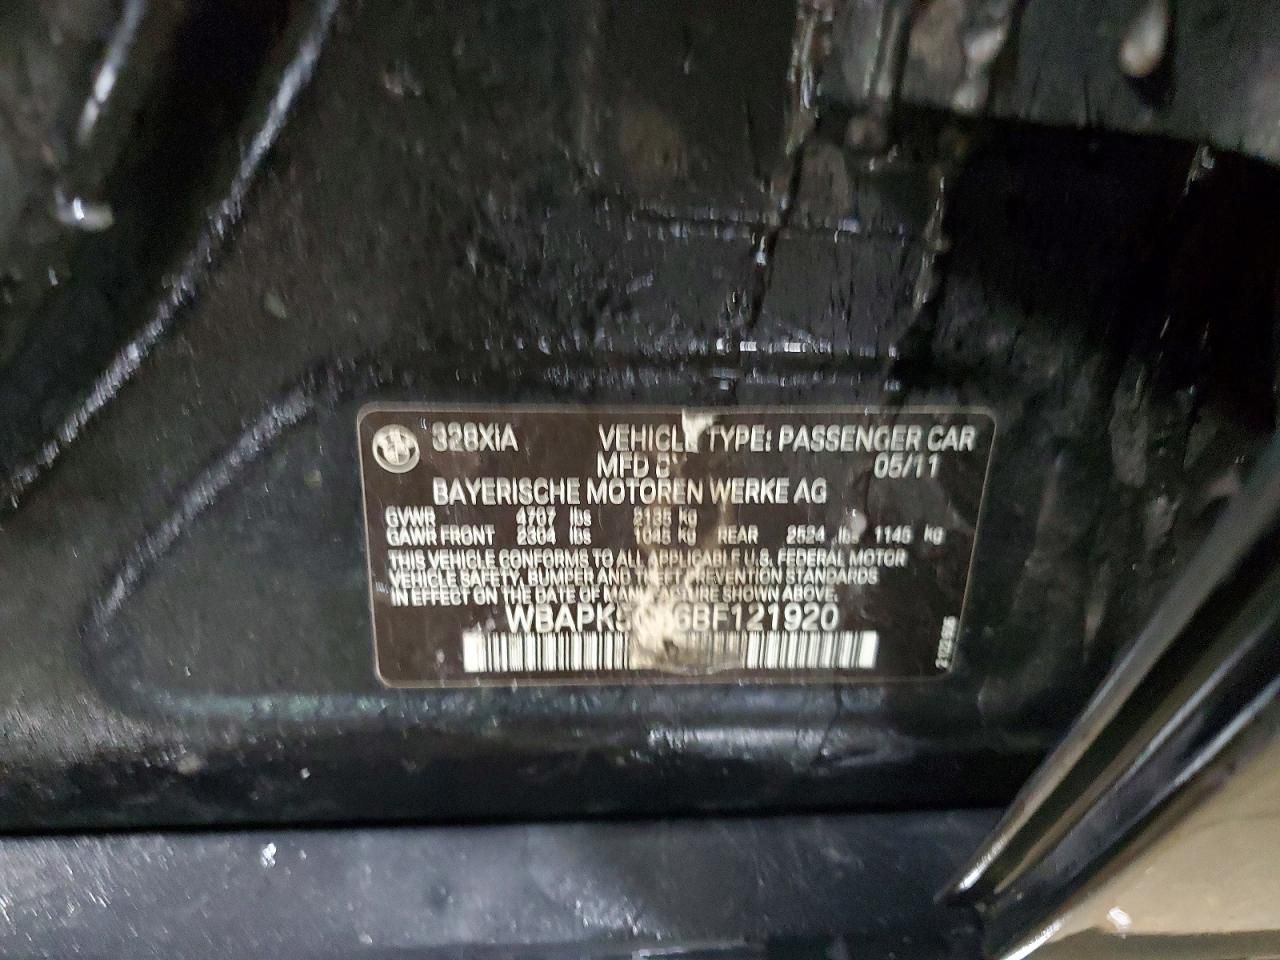 328XiA VEHICLE TYPE: PASSENGER CAR
MFD BY 05/11
BAYERISCHE MOTOREN WERKE AG
GVWR 4707 lbs 2135 kg
GAWR FRONT 2304 lbs 1045 kg REAR 2524 lbs 1145 kg
THIS VEHICLE CONFORMS TO ALL APPLICABLE U.S. FEDERAL MOTOR
VEHICLE SAFETY, BUMPER AND THEFT PREVENTION STANDARDS
IN EFFECT ON THE DATE OF MANUFACTURE SHOWN ABOVE.